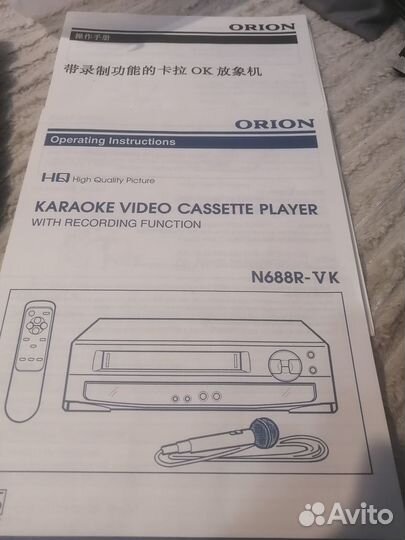 ORION
操作手册
带录制功能的卡拉 OK 放象机
ORION
Operating Instructions
HQ High Quality Picture
KARAOKE VIDEO CASSETTE PLAYER
WITH RECORDING FUNCTION
N688R-VK
Avito